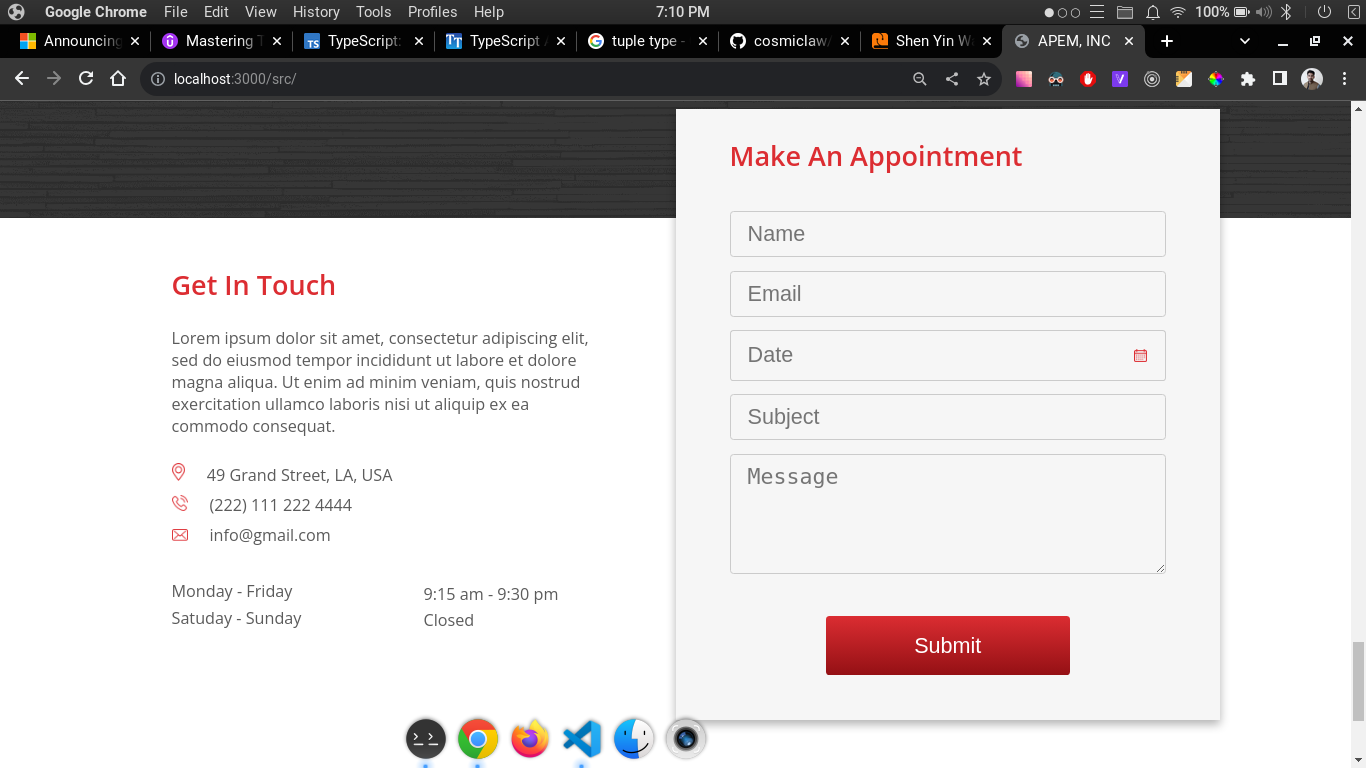 Google Chrome File Edit View History Tools Profiles Help 7:10 PM 100%
Announcing Mastering T TypeScript: TypeScript tuple type - cosmiclaw/ Shen Yin W APEM, INC
localhost:3000/src/
Make An Appointment
Name
Email
Date
Subject
Message
Submit
Get In Touch
Lorem ipsum dolor sit amet, consectetur adipiscing elit,
sed do eiusmod tempor incididunt ut labore et dolore
magna aliqua. Ut enim ad minim veniam, quis nostrud
exercitation ullamco laboris nisi ut aliquip ex ea
commodo consequat.
49 Grand Street, LA, USA
(222) 111 222 4444
info@gmail.com
Monday - Friday 9:15 am - 9:30 pm
Satuday - Sunday Closed